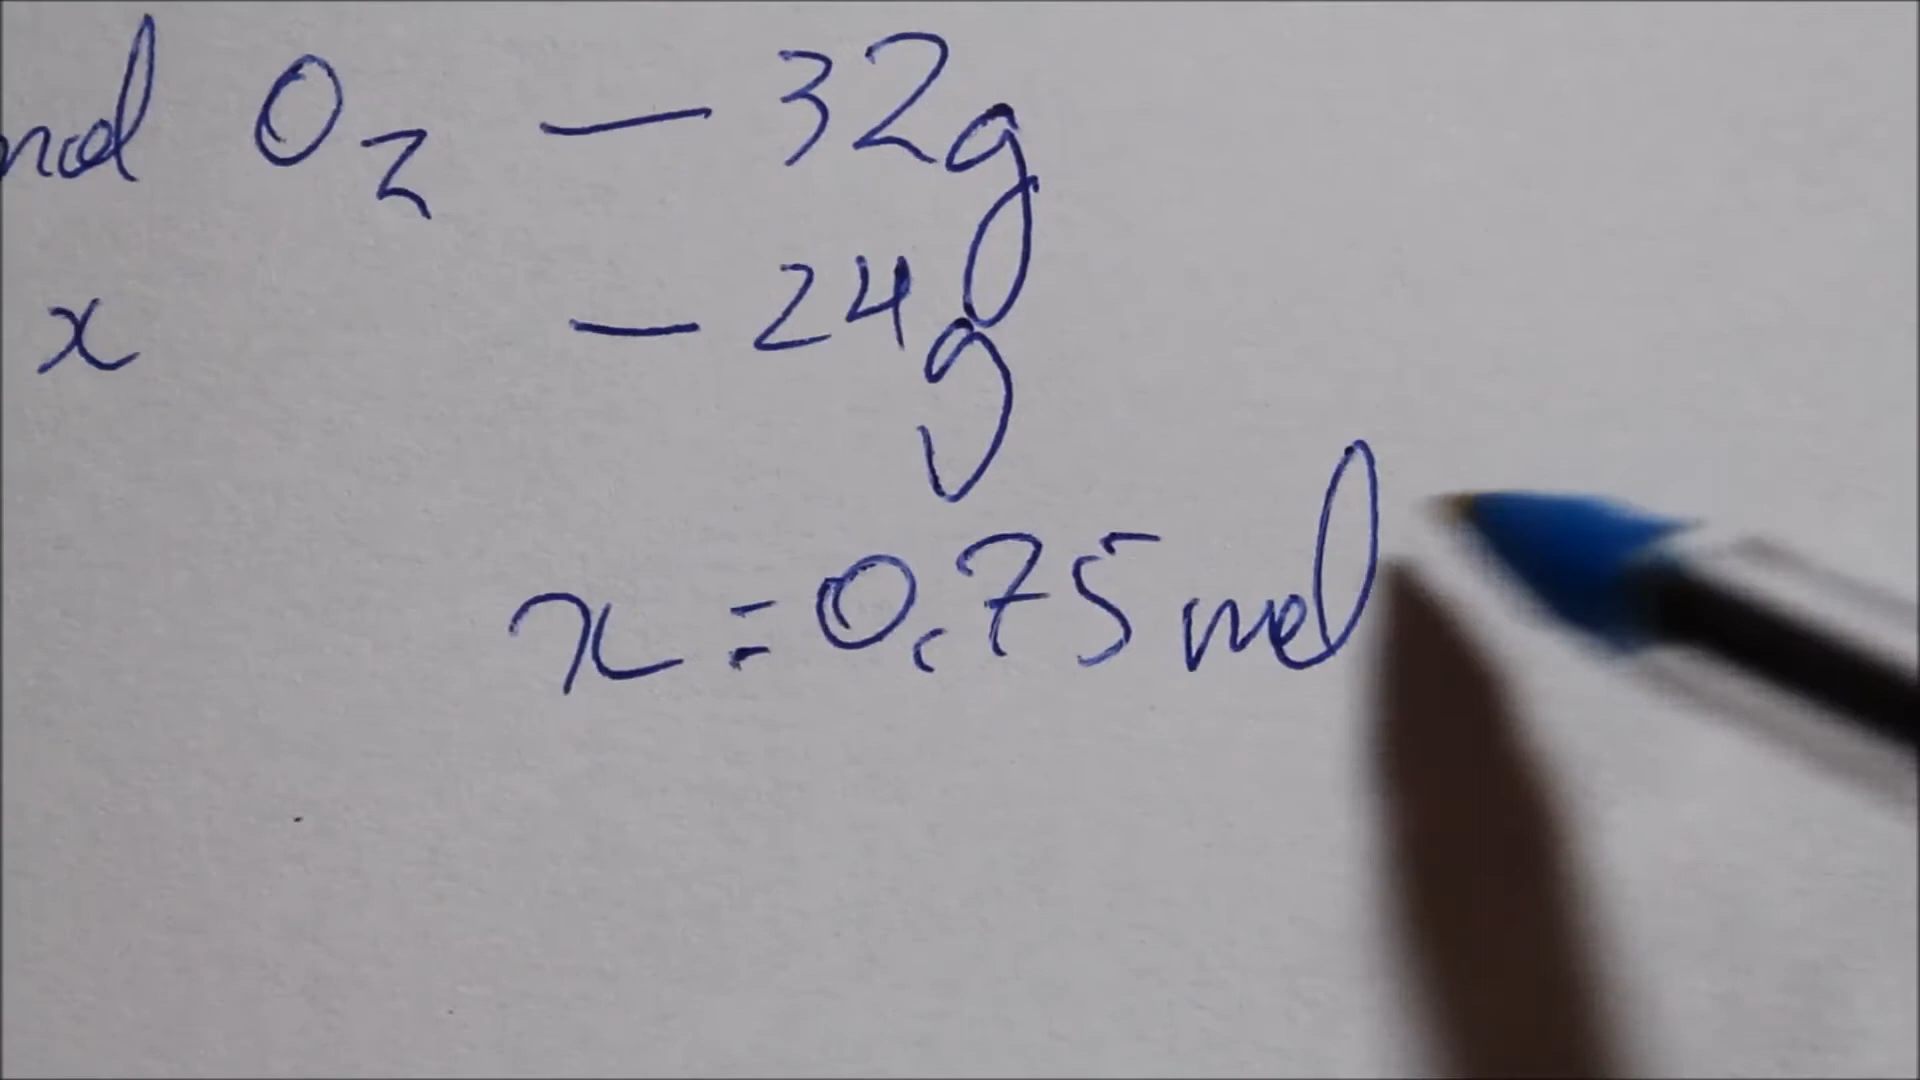 mol O₂ — 32g
x — 24g
x = 0.75 mol